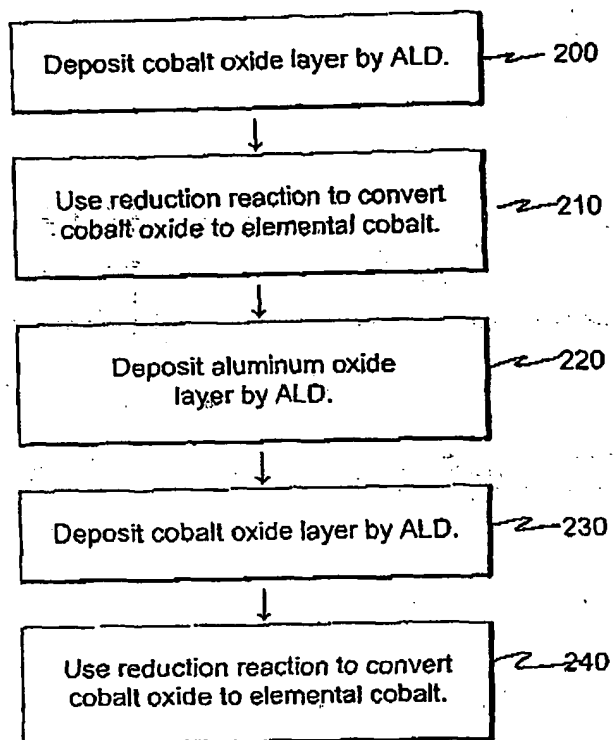 Deposit cobalt oxide layer by ALD.
200
Use reduction reaction to convert
cobalt oxide to elemental cobalt.
210
Deposit aluminum oxide
layer by ALD.
220
Deposit cobalt oxide layer by ALD.
230
Use reduction reaction to convert
cobalt oxide to elemental cobalt.
240